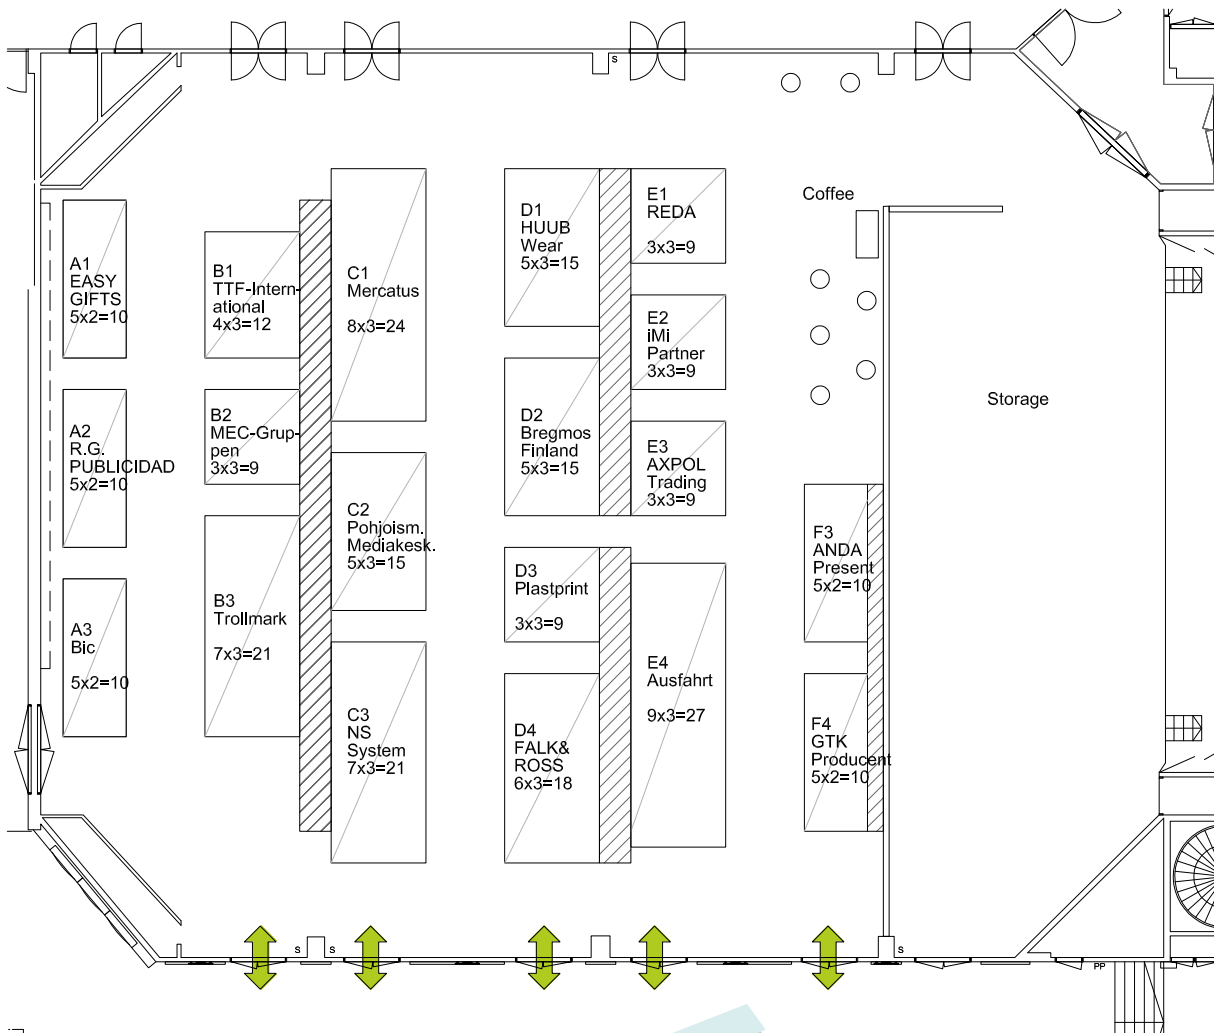 s
Coffee
A1
EASY
GIFTS
5x2=10
A2
R.G.
PUBLICIDAD
5x2=10
A3
Bic
5x2=10
B1
TTF-Intern-
ational
4x3=12
B2
MEC-Grup-
pen
3x3=9
B3
Trollmark
7x3=21
C1
Mercatus
8x3=24
C2
Pohjoism.
Mediakesk.
5x3=15
C3
NS
System
7x3=21
D1
HUUB
Wear
5x3=15
D2
Bregmos
Finland
5x3=15
D3
Plastprint
3x3=9
D4
FALK&
ROSS
6x3=18
E1
REDA
3x3=9
E2
iMi
Partner
3x3=9
E3
AXPOL
Trading
3x3=9
E4
Ausfahrt
9x3=27
F3
ANDA
Present
5x2=10
F4
GTK
Producent
5x2=10
Storage
s
s
s
PP